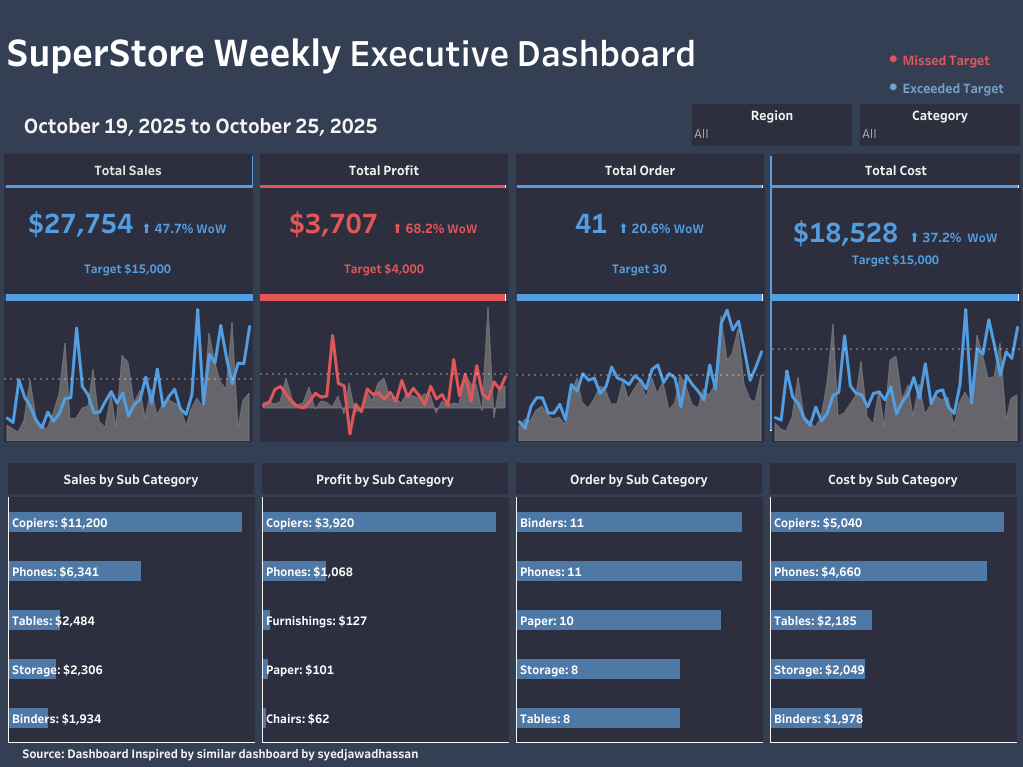 SuperStore Weekly Executive Dashboard
Missed Target
Exceeded Target
October 19, 2025 to October 25, 2025
Region
All
Category
All
Total Sales
$27,754 ⬆ 47.7% WoW
Target $15,000
Total Profit
$3,707 ⬆ 68.2% WoW
Target $4,000
Total Order
41 ⬆ 20.6% WoW
Target 30
Total Cost
$18,528 ⬆ 37.2% WoW
Target $15,000
Sales by Sub Category
Copiers: $11,200
Phones: $6,341
Tables: $2,484
Storage: $2,306
Binders: $1,934
Profit by Sub Category
Copiers: $3,920
Phones: $1,068
Furnishings: $127
Paper: $101
Chairs: $62
Order by Sub Category
Binders: 11
Phones: 11
Paper: 10
Storage: 8
Tables: 8
Cost by Sub Category
Copiers: $5,040
Phones: $4,660
Tables: $2,185
Storage: $2,049
Binders: $1,978
Source: Dashboard Inspired by similar dashboard by syedjawadhassan